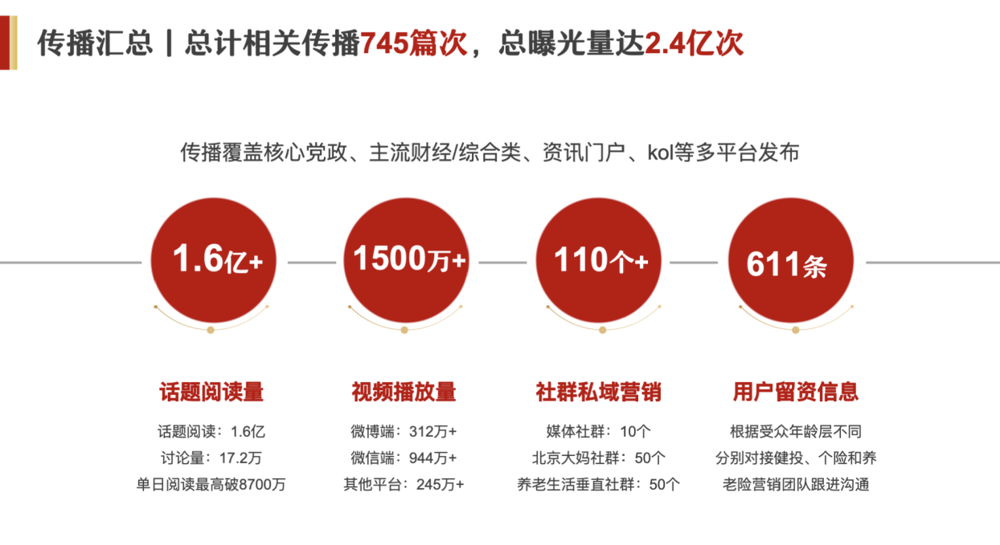 传播汇总丨总计相关传播745篇次，总曝光量达2.4亿次
传播覆盖核心党政、主流财经/综合类、资讯门户、kol等多平台发布
1.6亿+
1500万+
110个+
611条
话题阅读量
话题阅读：1.6亿
讨论量：17.2万
单日阅读最高破8700万
视频播放量
微博端：312万+
微信端：944万+
其他平台：245万+
社群私域营销
媒体社群：10个
北京大妈社群：50个
养老生活垂直社群：50个
用户留资信息
根据受众年龄层不同
分别对接健投、个险和养
老险营销团队跟进沟通